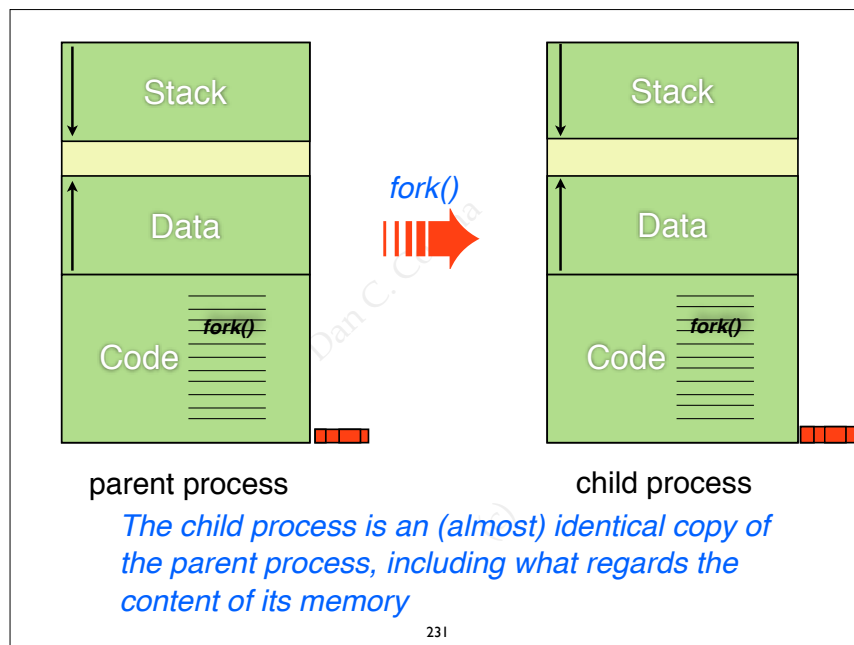 Stack
Data
fork()
Code
parent process
fork()
Stack
Data
fork()
Code
child process
The child process is an (almost) identical copy of
the parent process, including what regards the
content of its memory
231